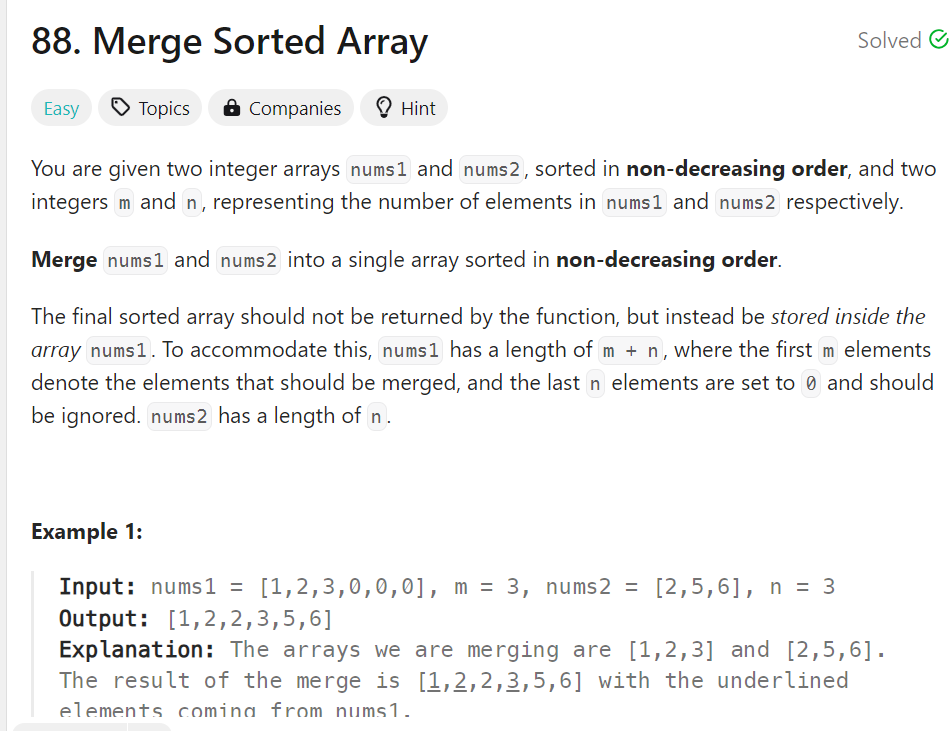 88. Merge Sorted Array
Solved
Easy Topics Companies Hint
You are given two integer arrays nums1 and nums2, sorted in non-decreasing order, and two
integers m and n, representing the number of elements in nums1 and nums2 respectively.
Merge nums1 and nums2 into a single array sorted in non-decreasing order.
The final sorted array should not be returned by the function, but instead be stored inside the
array nums1. To accommodate this, nums1 has a length of m + n, where the first m elements
denote the elements that should be merged, and the last n elements are set to 0 and should
be ignored. nums2 has a length of n.
Example 1:
Input: nums1 = [1,2,3,0,0,0], m = 3, nums2 = [2,5,6], n = 3
Output: [1,2,2,3,5,6]
Explanation: The arrays we are merging are [1,2,3] and [2,5,6].
The result of the merge is [1,2,2,3,5,6] with the underlined
elements coming from nums1.